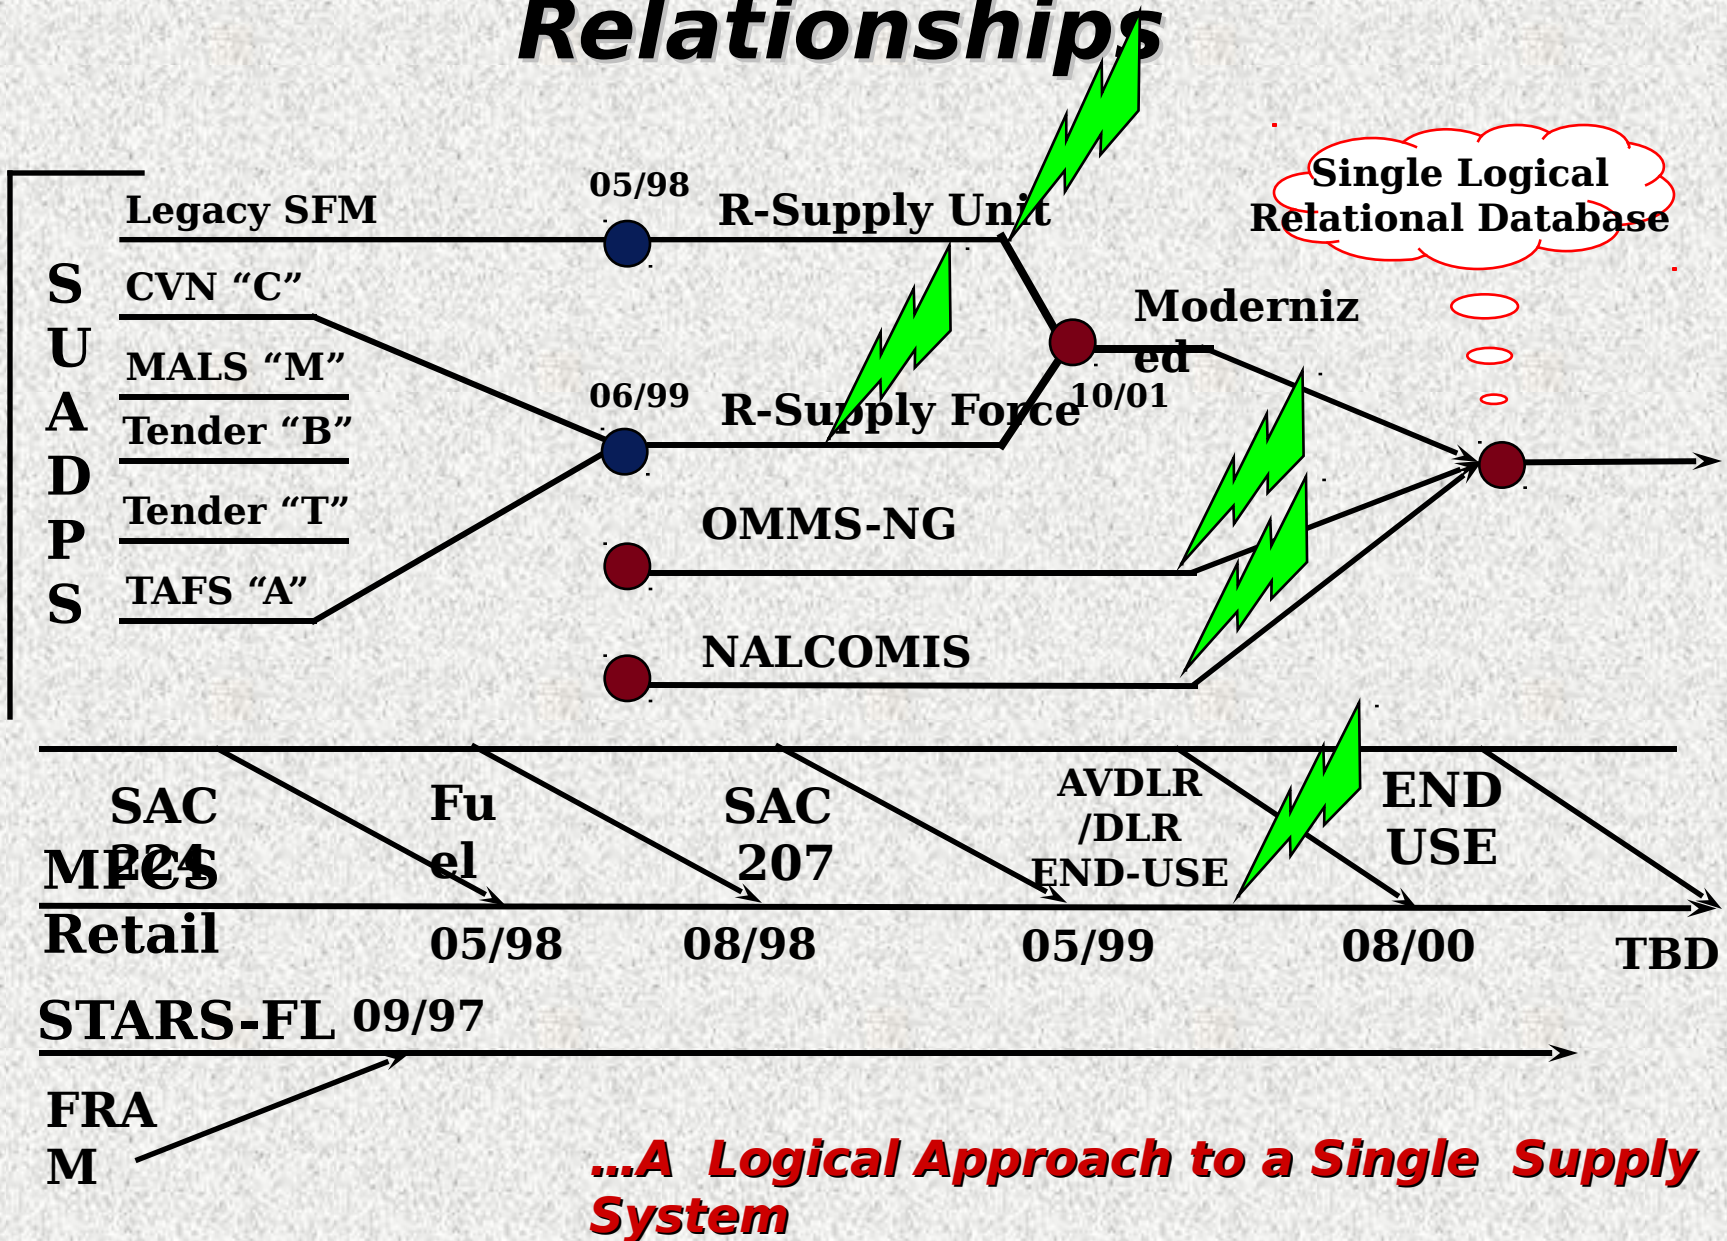 Relationships
05/98
Single Logical
Relational Database
Legacy SFM
R-Supply Unit
S
U
A
D
P
S
CVN “C”
Moderniz
ed
MALS “M”
06/99
R-Supply Force
10/01
Tender “B”
Tender “T”
OMMS-NG
TAFS “A”
NALCOMIS
SAC
224
Fu
el
SAC
207
AVDLR
/DLR
END-USE
END
USE
MFCS
Retail
05/98
08/98
05/99
08/00
TBD
STARS-FL
09/97
FRA
M
...A Logical Approach to a Single Supply
System